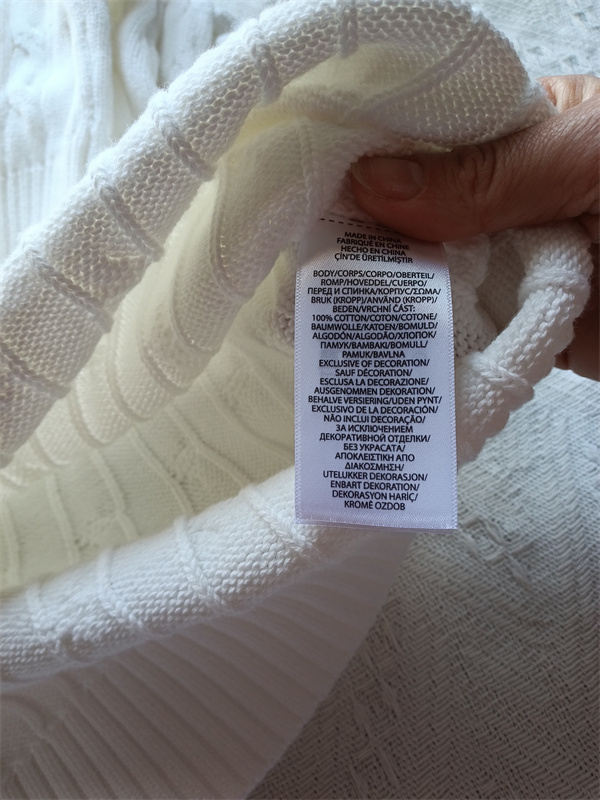 MADE IN CHINA
FABRIQUÉ EN CHINE
HECHO EN CHINA
ÇİN'DE ÜRETİLMİŞTİR
BODY/CORPS/CORPO/OBERTEIL/
ROMP/HOVEDDEL/CUERPO/
ПЕРЕД И СПИНКА/КОРПУС/ΣΩΜΑ/
BRUK (KROPP)/ANVÄND (KROPP)/
BEDEN/VRCHNÍ ČÁST:
100% COTTON/COTON/COTONE/
BAUMWOLLE/KATOEN/BOMULD/
ALGODÓN/ALGODÃO/ХЛОПОК/
ПАМУК/ΒΑΜΒΑΚΙ/BOMULL/
PAMUK/BAVLNA
EXCLUSIVE OF DECORATION/
SAUF DÉCORATION/
ESCLUSA LA DECORAZIONE/
AUSGENOMMEN DEKORATION/
BEHALVE VERSIERING/UDEN PYNT/
EXCLUSIVO DE LA DECORACIÓN/
NÃO INCLUI DECORAÇÃO/
ЗА ИСКЛЮЧЕНИЕМ
ДЕКОРАТИВНОЙ ОТДЕЛКИ/
БЕЗ УКРАСАТА/
ΑΠΟΚΛΕΙΣΤΙΚΗ ΑΠΟ
ΔΙΑΚΟΣΜΗΣΗ/
UTELUKKER DEKORASJON/
ENBART DEKORATION/
DEKORASYON HARİÇ/
KROMĚ OZDOB